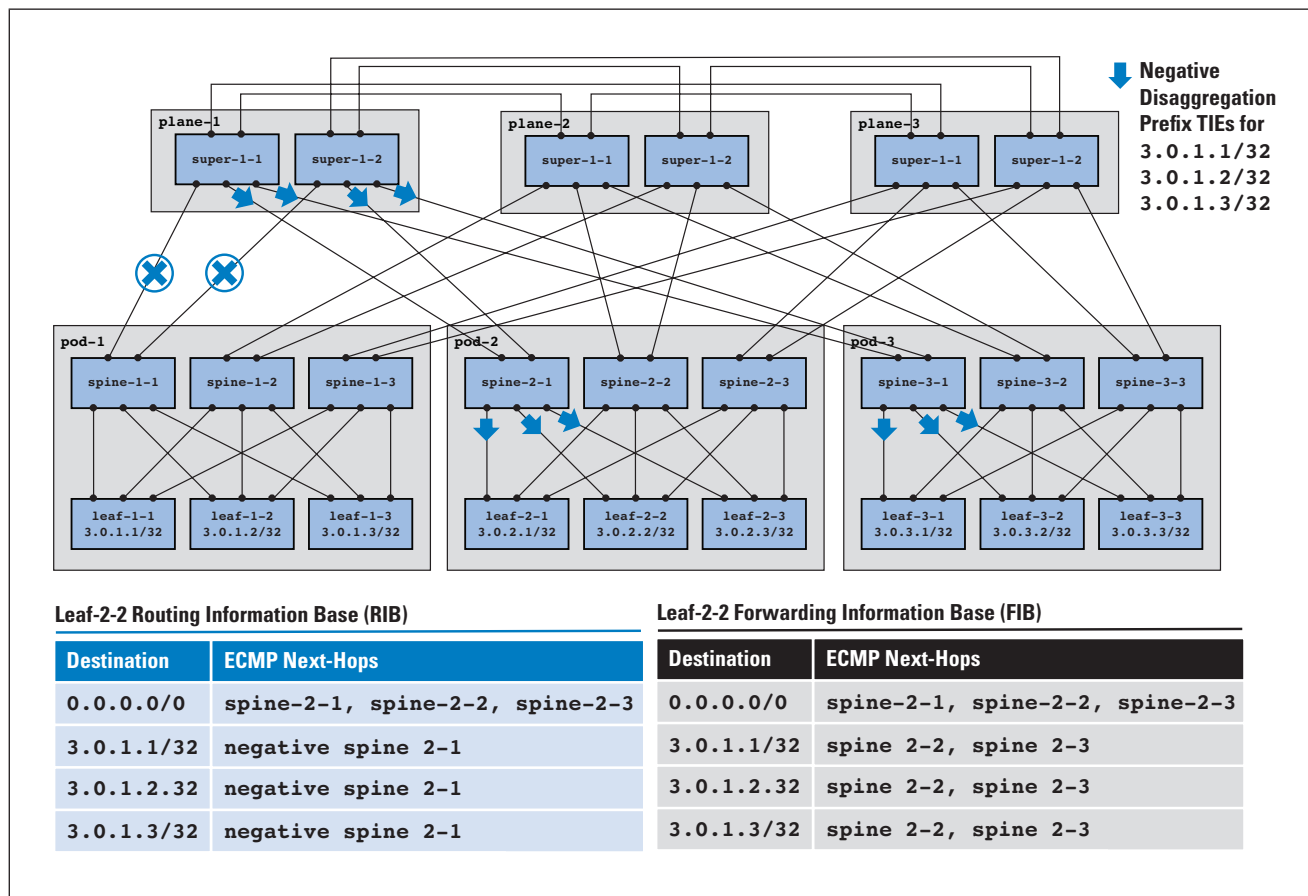 Negative
Disaggregation
Prefix TIEs for
3.0.1.1/32
3.0.1.2/32
3.0.1.3/32
plane-1
super-1-1
super-1-2
plane-2
super-1-1
super-1-2
plane-3
super-1-1
super-1-2
pod-1
spine-1-1
spine-1-2
spine-1-3
leaf-1-1
3.0.1.1/32
leaf-1-2
3.0.1.2/32
leaf-1-3
3.0.1.3/32
pod-2
spine-2-1
spine-2-2
spine-2-3
leaf-2-1
3.0.2.1/32
leaf-2-2
3.0.2.2/32
leaf-2-3
3.0.2.3/32
pod-3
spine-3-1
spine-3-2
spine-3-3
leaf-3-1
3.0.3.1/32
leaf-3-2
3.0.3.2/32
leaf-3-3
3.0.3.3/32
Leaf-2-2 Routing Information Base (RIB)
Destination ECMP Next-Hops
0.0.0.0/0 spine-2-1, spine-2-2, spine-2-3
3.0.1.1/32 negative spine 2-1
3.0.1.2.32 negative spine 2-1
3.0.1.3/32 negative spine 2-1
Leaf-2-2 Forwarding Information Base (FIB)
Destination ECMP Next-Hops
0.0.0.0/0 spine-2-1, spine-2-2, spine-2-3
3.0.1.1/32 spine 2-2, spine 2-3
3.0.1.2.32 spine 2-2, spine 2-3
3.0.1.3/32 spine 2-2, spine 2-3